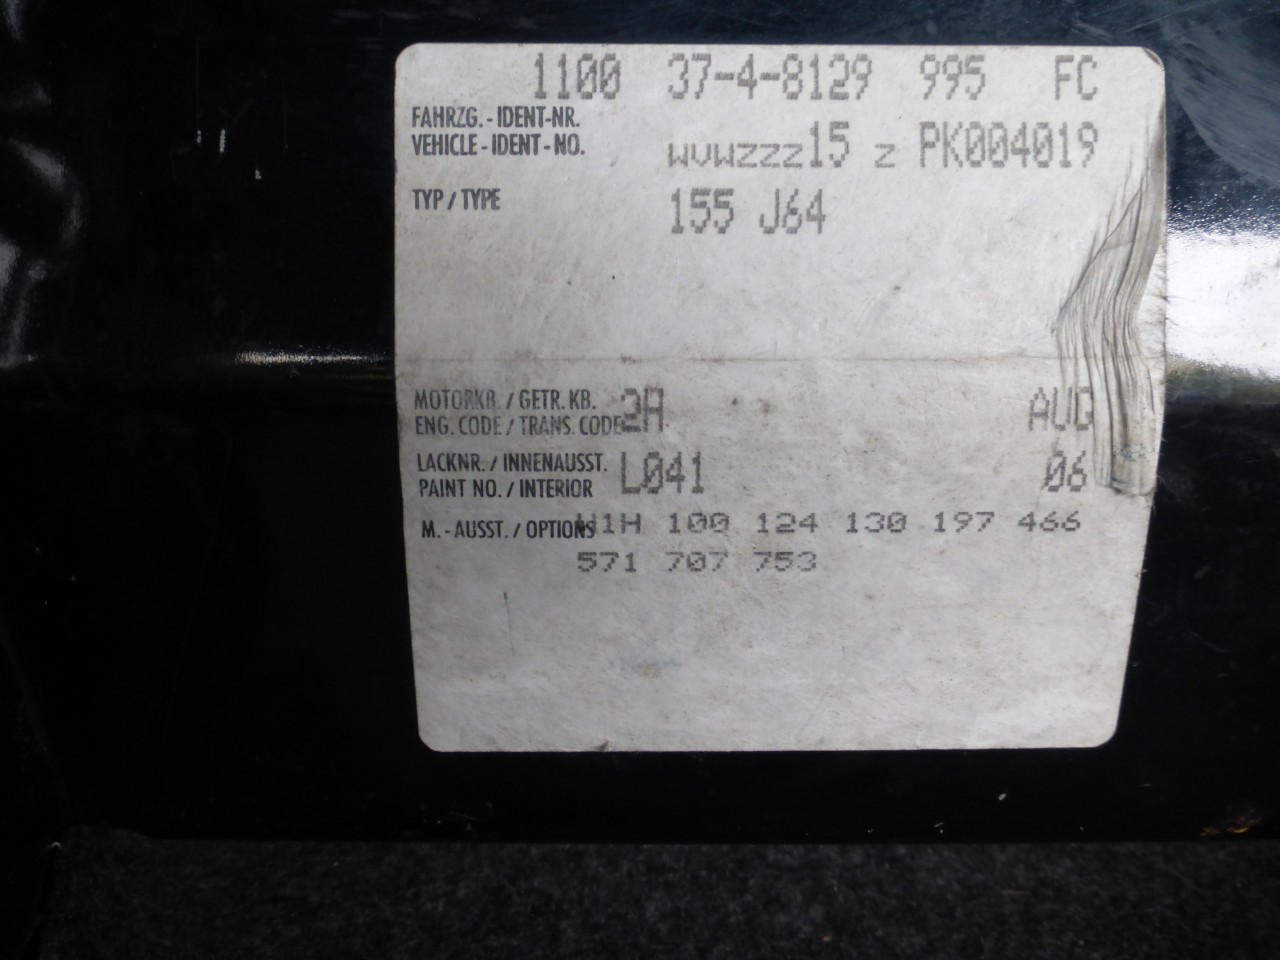 1100 37-4-8129 995 FC
FAHRZG. - IDENT-NR.
VEHICLE - IDENT - NO. wvwzzz15 z PK004019
TYP / TYPE 155 J64
MOTORKB. / GETR. KB.
ENG. CODE / TRANS. CODE 2A AUD
LACKNR. / INNENAUSST.
PAINT NO. / INTERIOR L041 06
M. - AUSST. / OPTIONS 100 124 130 197 466
571 707 753